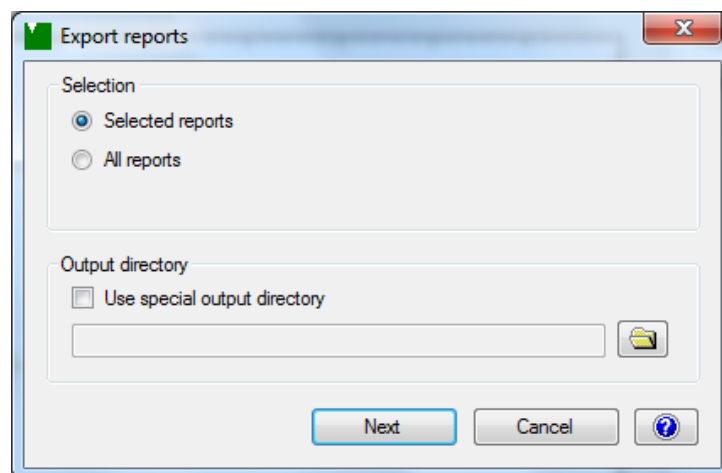 Export reports
Selection
Selected reports
All reports
Output directory
Use special output directory
Next
Cancel